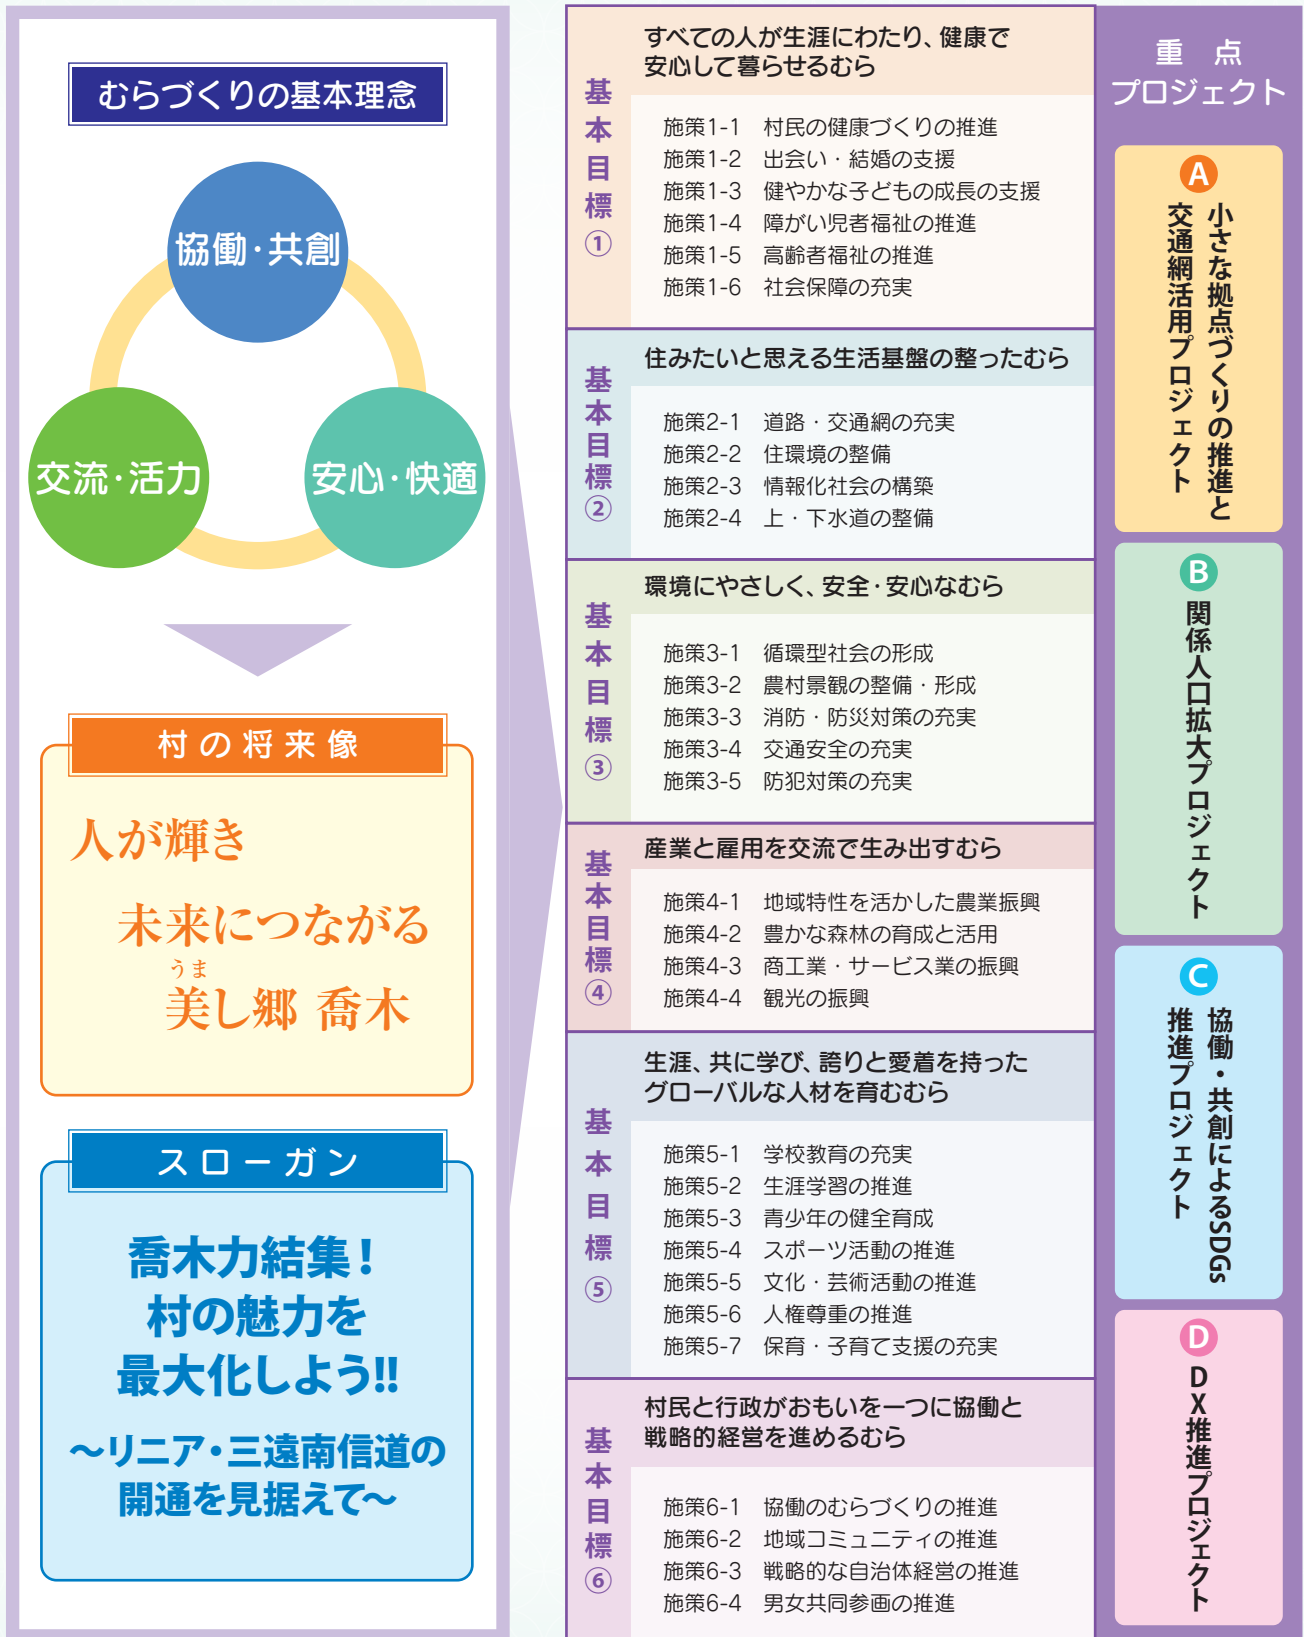 むらづくりの基本理念
協働・共創
交流・活力
安心・快適
村の将来像
人が輝き
未来につながる
うま
美し郷 喬木
スローガン
喬木力結集！
村の魅力を
最大化しよう!!
～リニア・三遠南信道の
開通を見据えて～
基本目標①
すべての人が生涯にわたり、健康で
安心して暮らせるむら
施策1-1 村民の健康づくりの推進
施策1-2 出会い・結婚の支援
施策1-3 健やかな子どもの成長の支援
施策1-4 障がい児者福祉の推進
施策1-5 高齢者福祉の推進
施策1-6 社会保障の充実
基本目標②
住みたいと思える生活基盤の整ったむら
施策2-1 道路・交通網の充実
施策2-2 住環境の整備
施策2-3 情報化社会の構築
施策2-4 上・下水道の整備
基本目標③
環境にやさしく、安全・安心なむら
施策3-1 循環型社会の形成
施策3-2 農村景観の整備・形成
施策3-3 消防・防災対策の充実
施策3-4 交通安全の充実
施策3-5 防犯対策の充実
基本目標④
産業と雇用を交流で生み出すむら
施策4-1 地域特性を活かした農業振興
施策4-2 豊かな森林の育成と活用
施策4-3 商工業・サービス業の振興
施策4-4 観光の振興
基本目標⑤
生涯、共に学び、誇りと愛着を持った
グローバルな人材を育むむら
施策5-1 学校教育の充実
施策5-2 生涯学習の推進
施策5-3 青少年の健全育成
施策5-4 スポーツ活動の推進
施策5-5 文化・芸術活動の推進
施策5-6 人権尊重の推進
施策5-7 保育・子育て支援の充実
基本目標⑥
村民と行政がおもいを一つに協働と
戦略的経営を進めるむら
施策6-1 協働のむらづくりの推進
施策6-2 地域コミュニティの推進
施策6-3 戦略的な自治体経営の推進
施策6-4 男女共同参画の推進
重点
プロジェクト
A
小さな拠点づくりの推進と
交通網活用プロジェクト
B
関係人口拡大プロジェクト
C
協働・共創によるSDGs
推進プロジェクト
D
DX推進プロジェクト